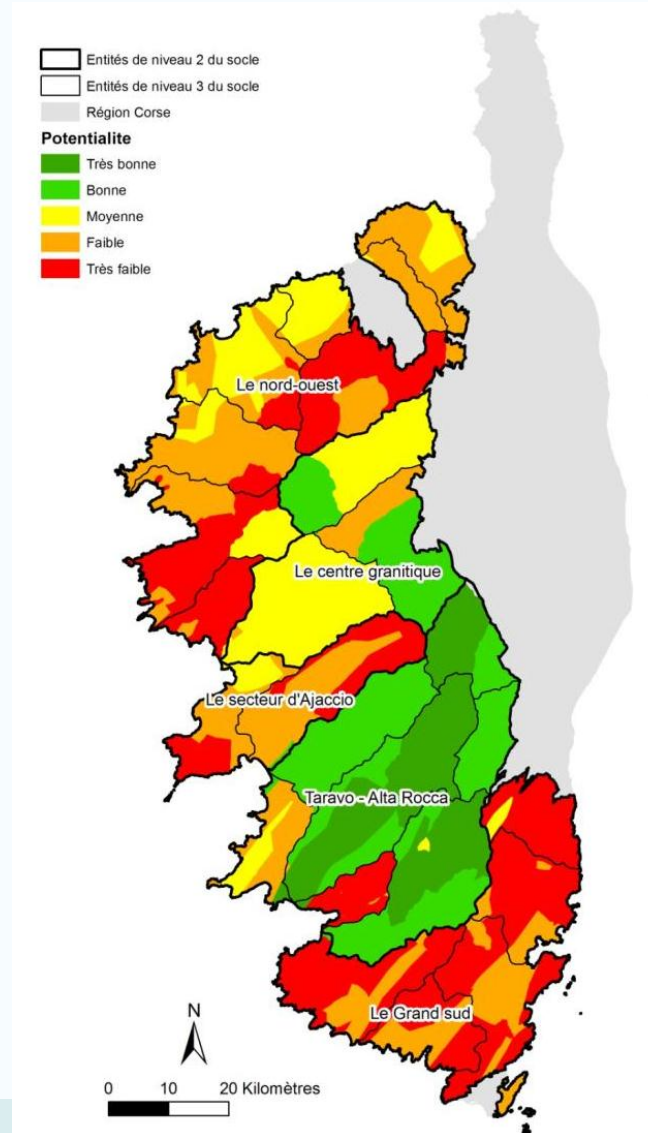 Entités de niveau 2 du socle
Entités de niveau 3 du socle
Région Corse
Potentialite
Très bonne
Bonne
Moyenne
Faible
Très faible
Le nord-ouest
Le centre granitique
Le secteur d'Ajaccio
Taravo - Alta Rocca
Le Grand sud
N
0 10 20 Kilomètres